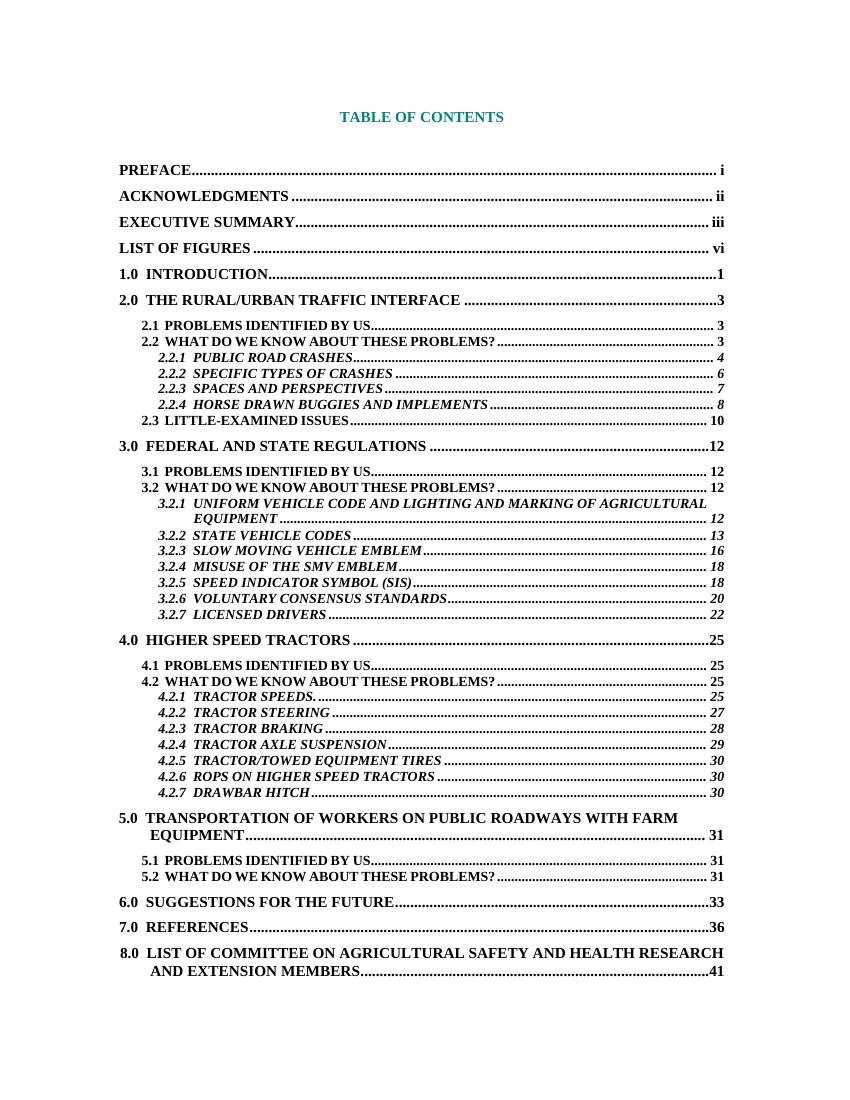 TABLE OF CONTENTS
PREFACE.......................................................................................................................................... i
ACKNOWLEDGMENTS ............................................................................................................. ii
EXECUTIVE SUMMARY........................................................................................................... iii
LIST OF FIGURES ...................................................................................................................... vi
1.0 INTRODUCTION....................................................................................................................1
2.0 THE RURAL/URBAN TRAFFIC INTERFACE ..................................................................3
2.1 PROBLEMS IDENTIFIED BY US.................................................................................................. 3
2.2 WHAT DO WE KNOW ABOUT THESE PROBLEMS? ............................................................ 3
2.2.1 PUBLIC ROAD CRASHES........................................................................................................ 4
2.2.2 SPECIFIC TYPES OF CRASHES ............................................................................................ 6
2.2.3 SPACES AND PERSPECTIVES ............................................................................................... 7
2.2.4 HORSE DRAWN BUGGIES AND IMPLEMENTS ................................................................ 8
2.3 LITTLE-EXAMINED ISSUES ...................................................................................................... 10
3.0 FEDERAL AND STATE REGULATIONS .........................................................................12
3.1 PROBLEMS IDENTIFIED BY US................................................................................................ 12
3.2 WHAT DO WE KNOW ABOUT THESE PROBLEMS? .......................................................... 12
3.2.1 UNIFORM VEHICLE CODE AND LIGHTING AND MARKING OF AGRICULTURAL
EQUIPMENT ........................................................................................................................... 12
3.2.2 STATE VEHICLE CODES ...................................................................................................... 13
3.2.3 SLOW MOVING VEHICLE EMBLEM.................................................................................. 16
3.2.4 MISUSE OF THE SMV EMBLEM......................................................................................... 18
3.2.5 SPEED INDICATOR SYMBOL (SIS)..................................................................................... 18
3.2.6 VOLUNTARY CONSENSUS STANDARDS........................................................................... 20
3.2.7 LICENSED DRIVERS ............................................................................................................. 22
4.0 HIGHER SPEED TRACTORS .............................................................................................25
4.1 PROBLEMS IDENTIFIED BY US................................................................................................ 25
4.2 WHAT DO WE KNOW ABOUT THESE PROBLEMS? .......................................................... 25
4.2.1 TRACTOR SPEEDS. ................................................................................................................ 25
4.2.2 TRACTOR STEERING ............................................................................................................ 27
4.2.3 TRACTOR BRAKING .............................................................................................................. 28
4.2.4 TRACTOR AXLE SUSPENSION............................................................................................. 29
4.2.5 TRACTOR/TOWED EQUIPMENT TIRES ............................................................................ 30
4.2.6 ROPS ON HIGHER SPEED TRACTORS .............................................................................. 30
4.2.7 DRAWBAR HITCH .................................................................................................................. 30
5.0 TRANSPORTATION OF WORKERS ON PUBLIC ROADWAYS WITH FARM
EQUIPMENT........................................................................................................................ 31
5.1 PROBLEMS IDENTIFIED BY US................................................................................................ 31
5.2 WHAT DO WE KNOW ABOUT THESE PROBLEMS? .......................................................... 31
6.0 SUGGESTIONS FOR THE FUTURE..................................................................................33
7.0 REFERENCES........................................................................................................................36
8.0 LIST OF COMMITTEE ON AGRICULTURAL SAFETY AND HEALTH RESEARCH
AND EXTENSION MEMBERS...........................................................................................41